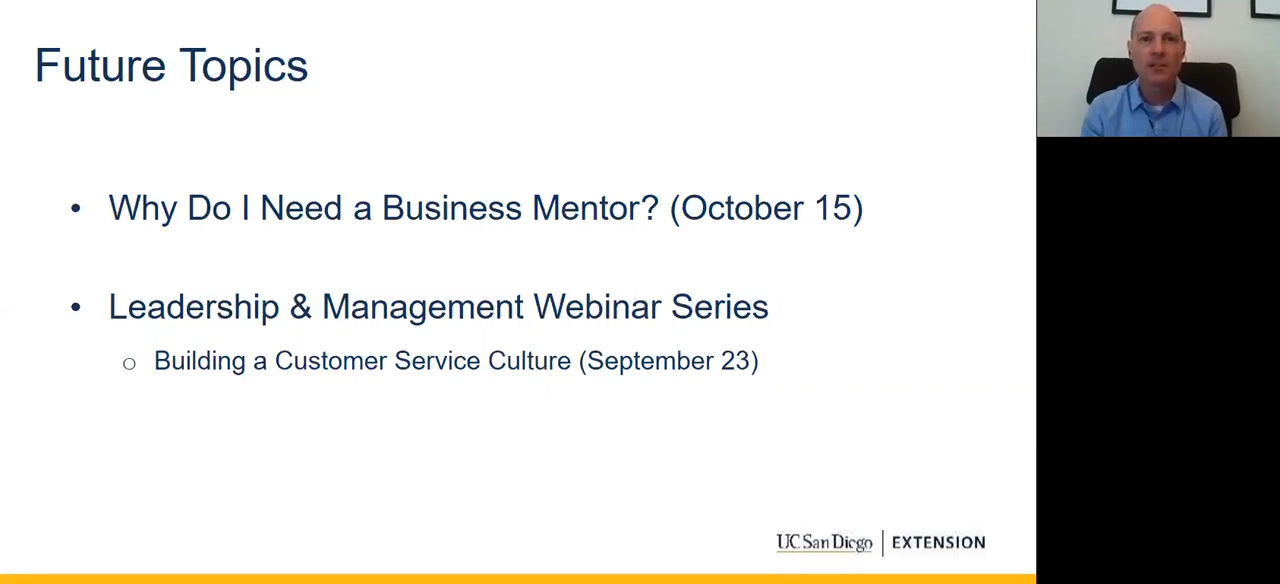 Future Topics
• Why Do I Need a Business Mentor? (October 15)
• Leadership & Management Webinar Series
o Building a Customer Service Culture (September 23)
UC San Diego | EXTENSION